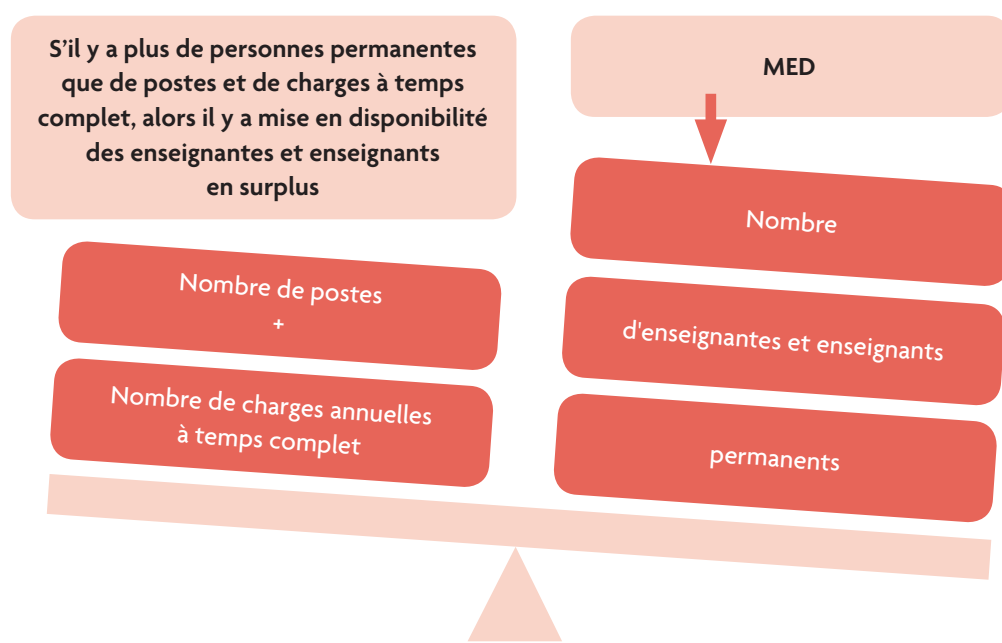 S’il y a plus de personnes permanentes
que de postes et de charges à temps
complet, alors il y a mise en disponibilité
des enseignantes et enseignants
en surplus
MED
Nombre de postes
+
Nombre de charges annuelles
à temps complet
Nombre
d'enseignantes et enseignants
permanents